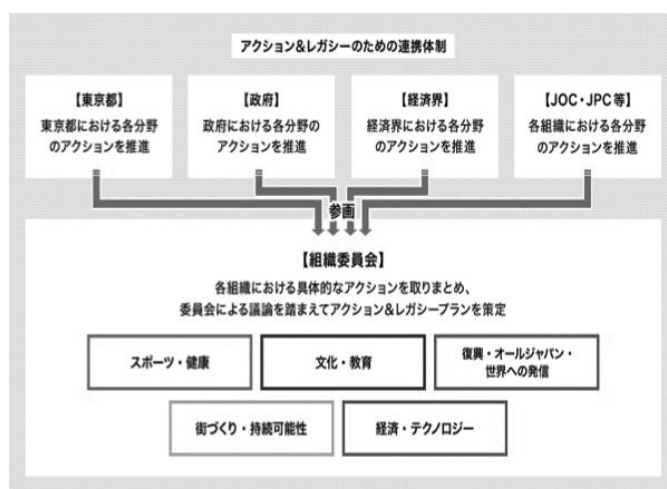 アクション&レガシーのための連携体制
【東京都】
東京都における各分野
のアクションを推進
【政府】
政府における各分野の
アクションを推進
【経済界】
経済界における各分野
のアクションを推進
【JOC・JPC等】
各組織における各分野
のアクションを推進
参画
【組織委員会】
各組織における具体的なアクションを取りまとめ、
委員会による議論を踏まえてアクション&レガシープランを策定
スポーツ・健康
文化・教育
復興・オールジャパン・
世界への発信
街づくり・持続可能性
経済・テクノロジー